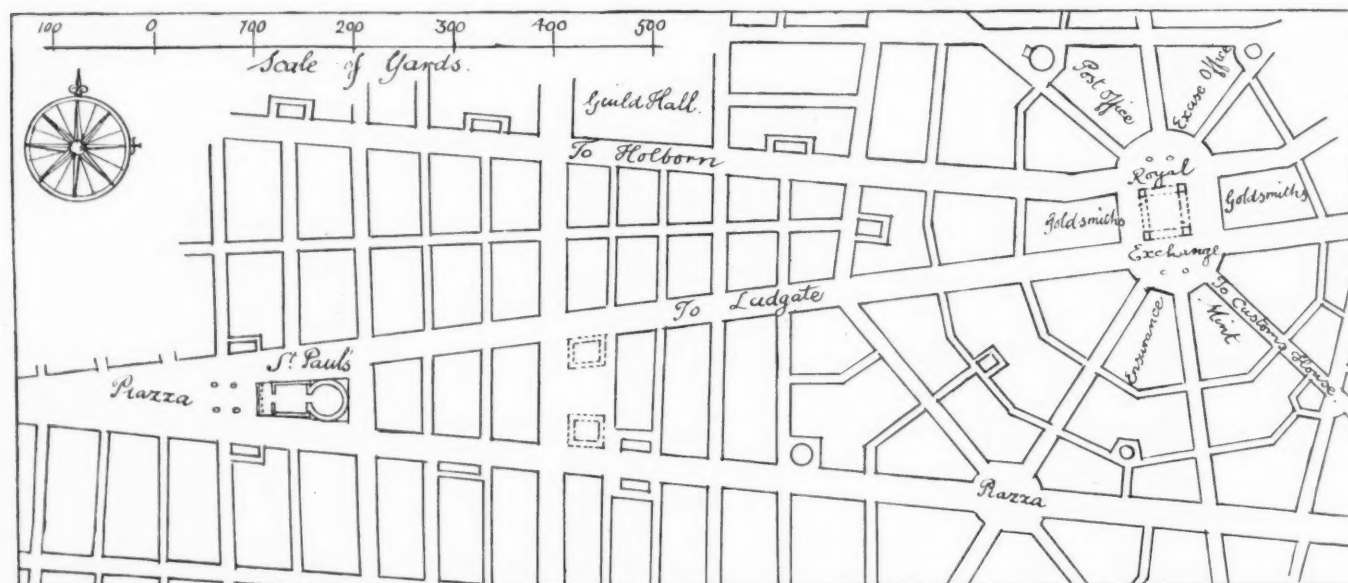 100 0 100 200 300 400 500
Scale of Yards.
Guild Hall.
Post Office
Excise Office
To Holborn
Royal
Exchange
Goldsmiths
Goldsmiths
To Ludgate
To Customs House
Mint
Ensurance
St. Paul's
Piazza
Piazza